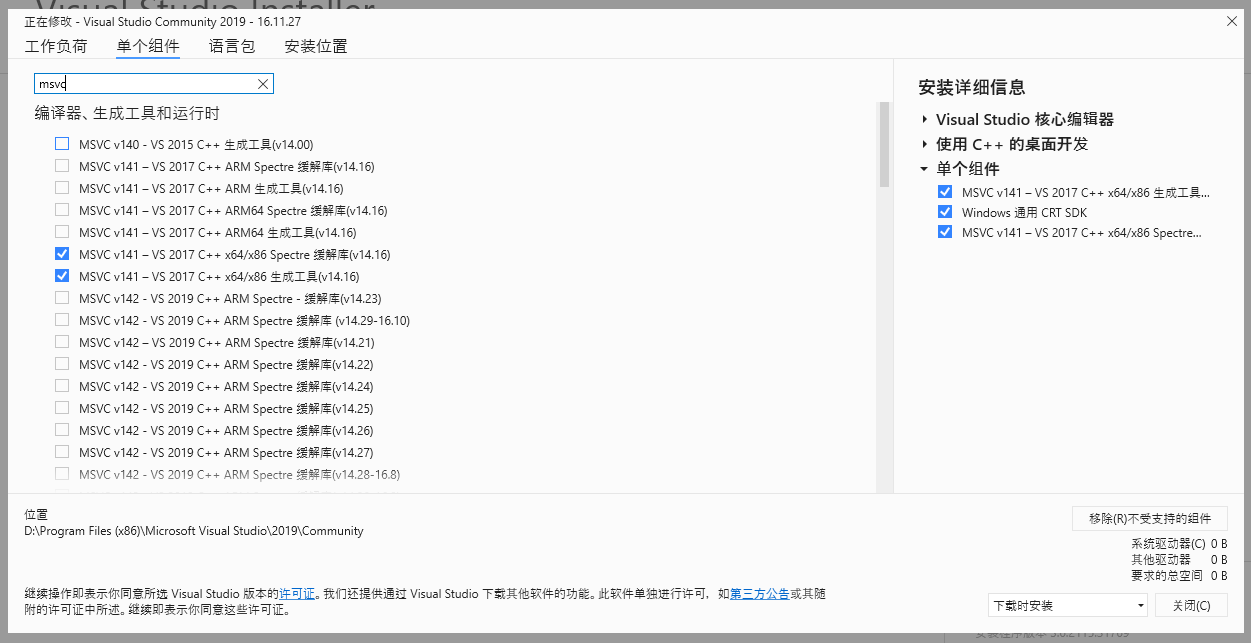 Visual Studio Installer
正在修改 - Visual Studio Community 2019 - 16.11.27
工作负荷 单个组件 语言包 安装位置
msvc
编译器、生成工具和运行时
MSVC v140 - VS 2015 C++ 生成工具(v14.00)
MSVC v141 – VS 2017 C++ ARM Spectre 缓解库(v14.16)
MSVC v141 – VS 2017 C++ ARM 生成工具(v14.16)
MSVC v141 – VS 2017 C++ ARM64 Spectre 缓解库(v14.16)
MSVC v141 – VS 2017 C++ ARM64 生成工具(v14.16)
MSVC v141 – VS 2017 C++ x64/x86 Spectre 缓解库(v14.16)
MSVC v141 – VS 2017 C++ x64/x86 生成工具(v14.16)
MSVC v142 - VS 2019 C++ ARM Spectre - 缓解库(v14.23)
MSVC v142 - VS 2019 C++ ARM Spectre 缓解库 (v14.29-16.10)
MSVC v142 – VS 2019 C++ ARM Spectre 缓解库(v14.21)
MSVC v142 - VS 2019 C++ ARM Spectre 缓解库(v14.22)
MSVC v142 - VS 2019 C++ ARM Spectre 缓解库(v14.24)
MSVC v142 - VS 2019 C++ ARM Spectre 缓解库(v14.25)
MSVC v142 - VS 2019 C++ ARM Spectre 缓解库(v14.26)
MSVC v142 - VS 2019 C++ ARM Spectre 缓解库(v14.27)
MSVC v142 - VS 2019 C++ ARM Spectre 缓解库(v14.28-16.8)
安装详细信息
Visual Studio 核心编辑器
使用 C++ 的桌面开发
单个组件
MSVC v141 – VS 2017 C++ x64/x86 生成工具...
Windows 通用 CRT SDK
MSVC v141 – VS 2017 C++ x64/x86 Spectre...
位置
D:\Program Files (x86)\Microsoft Visual Studio\2019\Community
移除(R)不受支持的组件
系统驱动器(C) 0 B
其他驱动器 0 B
要求的总空间 0 B
继续操作即表示你同意所选 Visual Studio 版本的许可证。我们还提供通过 Visual Studio 下载其他软件的功能。此软件单独进行许可，如第三方公告或其随
附的许可证中所述。继续即表示你同意这些许可证。
下载时安装
关闭(C)